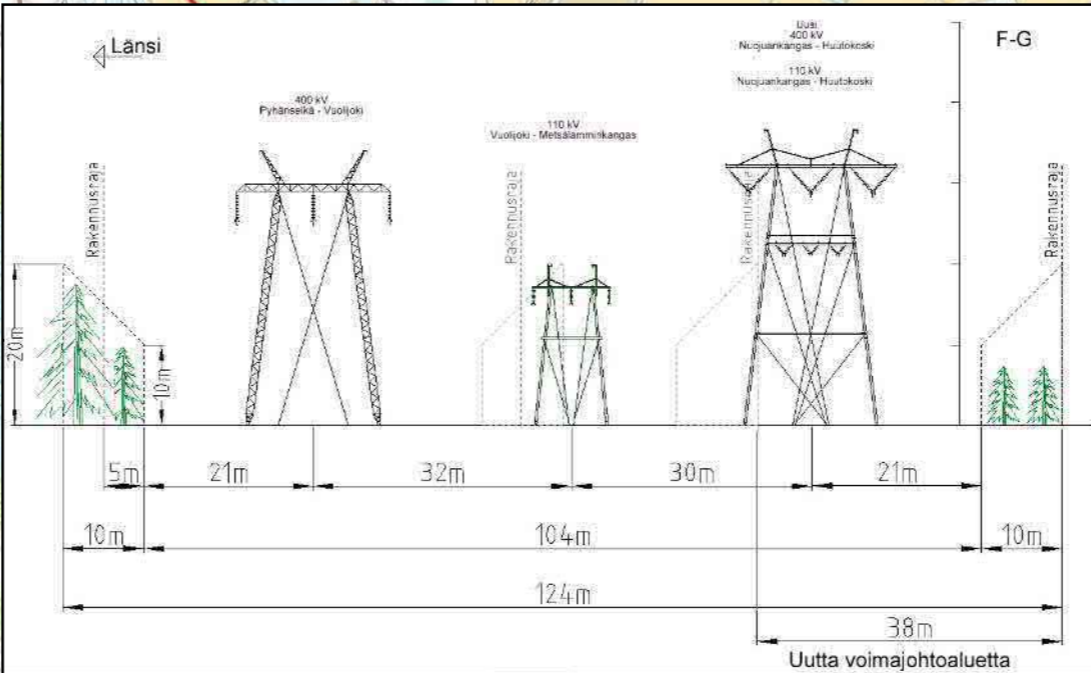 Länsi
F-G
400 kV
Pyhänselkä - Vuolijoki
110 kV
Vuolijoki - Metsälamminkangas
Uusi
400 kV
Nuojuankangas - Huutokoski
110 kV
Nuojuankangas - Huutokoski
Rakennusraja
Rakennusraja
Rakennusraja
Rakennusraja
20m
10m
5m
21m
32m
30m
21m
10m
104m
10m
124m
38m
Uutta voimajohtoaluetta